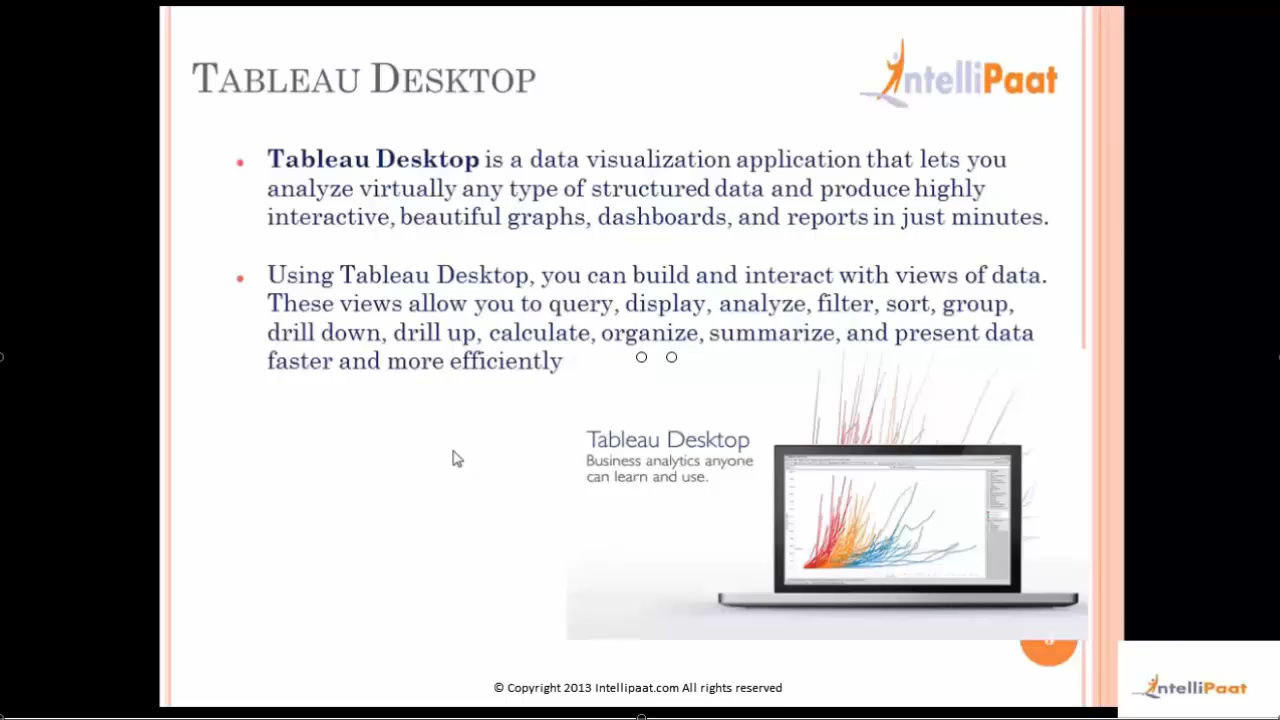 TABLEAU DESKTOP
IntelliPaat
Tableau Desktop is a data visualization application that lets you
analyze virtually any type of structured data and produce highly
interactive, beautiful graphs, dashboards, and reports in just minutes.
Using Tableau Desktop, you can build and interact with views of data.
These views allow you to query, display, analyze, filter, sort, group,
drill down, drill up, calculate, organize, summarize, and present data
faster and more efficiently
Tableau Desktop
Business analytics anyone
can learn and use.
© Copyright 2013 Intellipaat.com All rights reserved
IntelliPaat